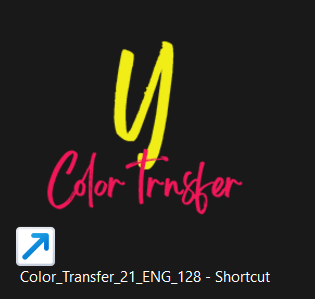 y
Color Trnsfer
Color_Transfer_21_ENG_128 - Shortcut